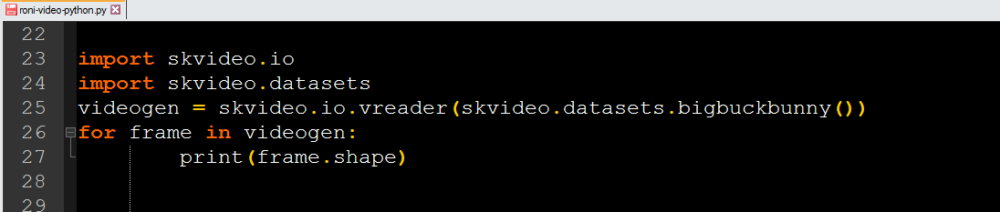 roni-video-python.py
22
23 import skvideo.io
24 import skvideo.datasets
25 videogen = skvideo.io.vreader(skvideo.datasets.bigbuckbunny())
26 for frame in videogen:
27 print(frame.shape)
28
29